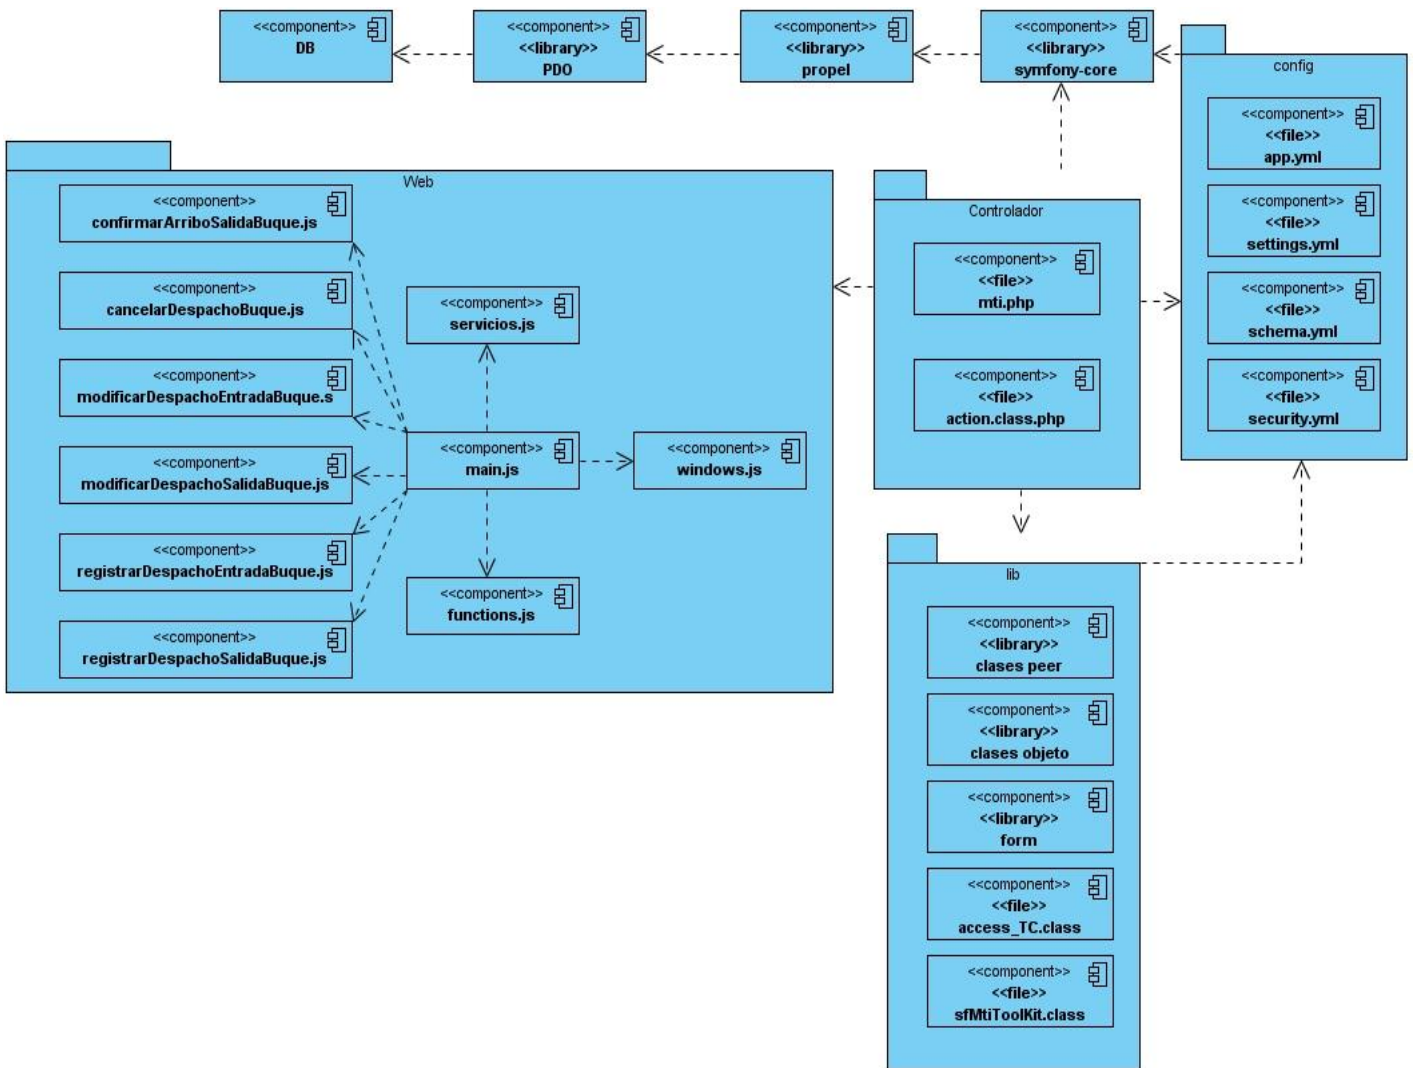 <<component>>
DB
<<component>>
<<library>>
PDO
<<component>>
<<library>>
propel
<<component>>
<<library>>
symfony-core
config
<<component>>
<<file>>
app.yml
<<component>>
<<file>>
settings.yml
<<component>>
<<file>>
schema.yml
<<component>>
<<file>>
security.yml
Web
<<component>>
confirmarArriboSalidaBuque.js
<<component>>
cancelarDespachoBuque.js
<<component>>
modificarDespachoEntradaBuque.s
<<component>>
modificarDespachoSalidaBuque.js
<<component>>
registrarDespachoEntradaBuque.js
<<component>>
registrarDespachoSalidaBuque.js
<<component>>
servicios.js
<<component>>
main.js
<<component>>
windows.js
<<component>>
functions.js
Controlador
<<component>>
<<file>>
mti.php
<<component>>
<<file>>
action.class.php
lib
<<component>>
<<library>>
clases peer
<<component>>
<<library>>
clases objeto
<<component>>
<<library>>
form
<<component>>
<<file>>
access_TC.class
<<component>>
<<file>>
sfMtiToolKit.class